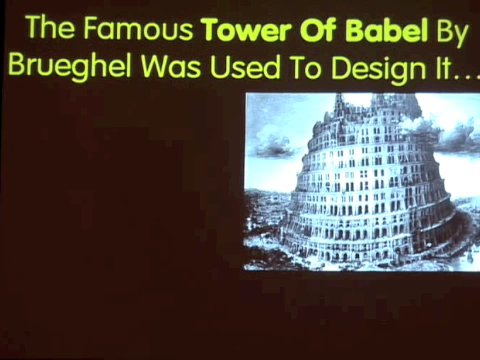 The Famous Tower Of Babel By
Brueghel Was Used To Design It...